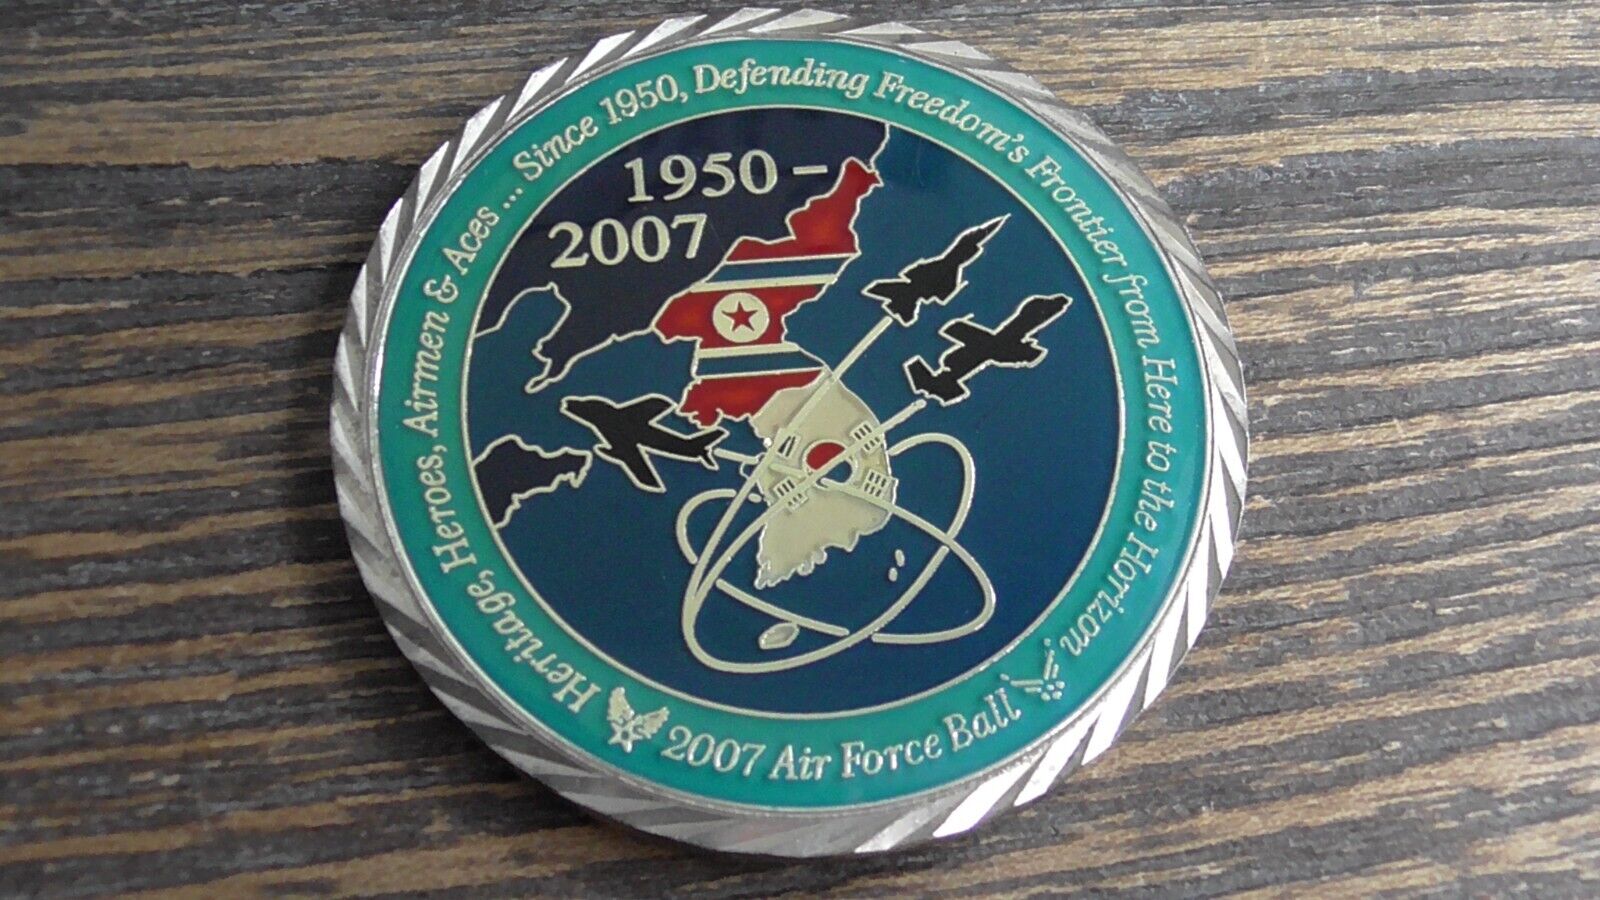 Heritage, Heroes, Airmen & Aces ... Since 1950, Defending Freedom's Frontier from Here to the Horizon
1950-
2007
2007 Air Force Ball